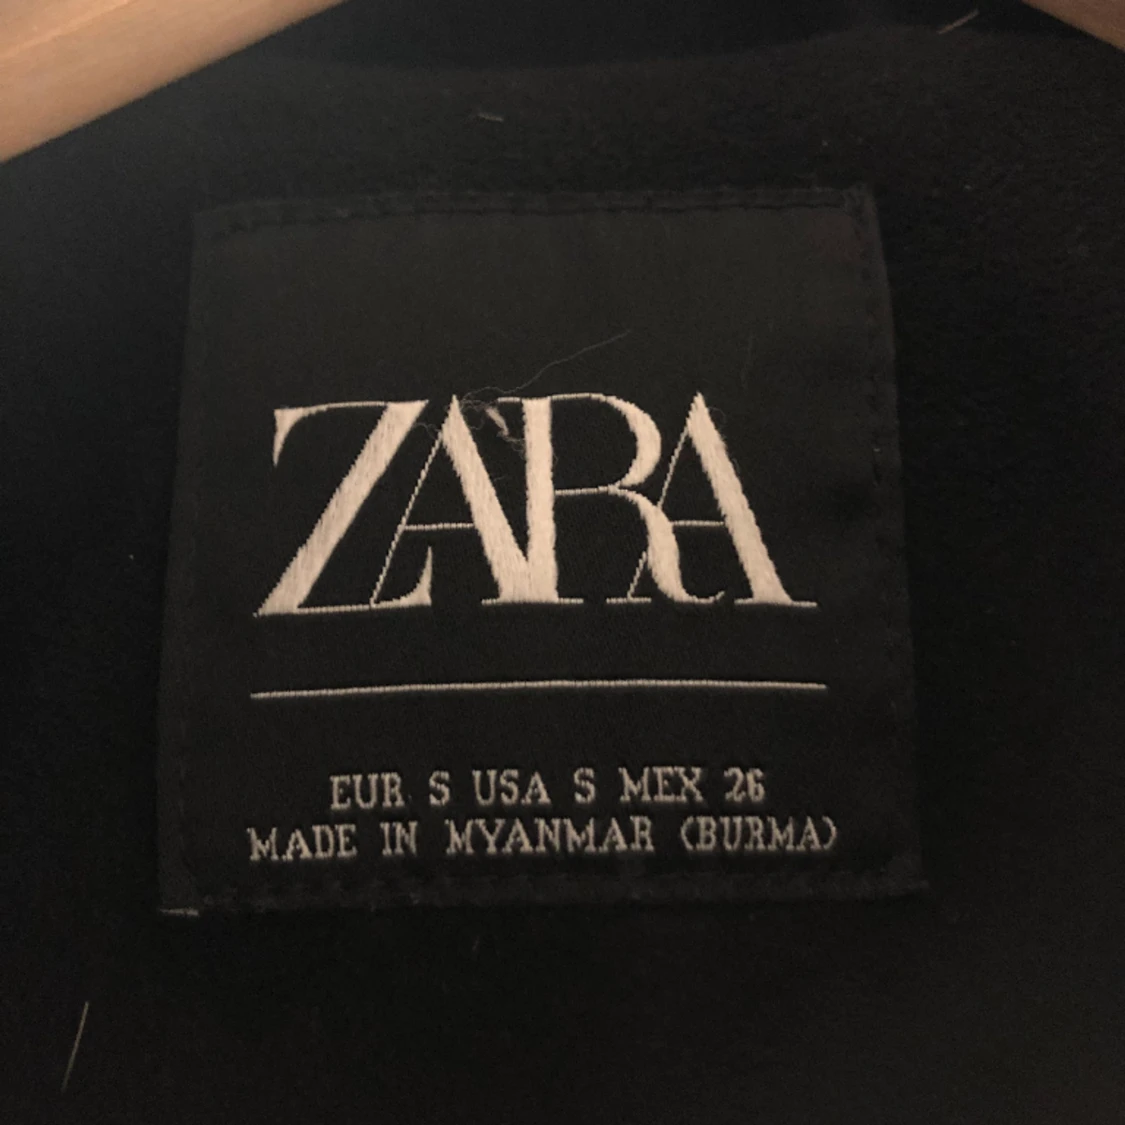 ZARA
EUR S USA S MEX 26
MADE IN MYANMAR (BURMA)